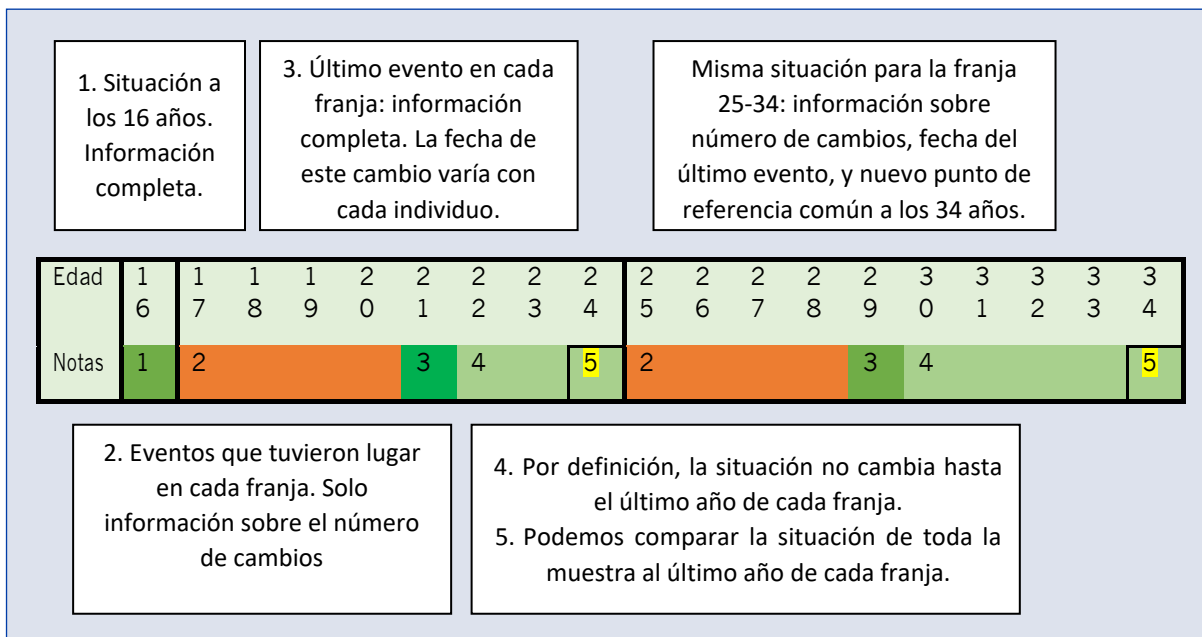 1. Situación a
los 16 años.
Información
completa.
3. Último evento en cada
franja: información
completa. La fecha de
este cambio varía con
cada individuo.
Misma situación para la franja
25-34: información sobre
número de cambios, fecha del
último evento, y nuevo punto de
referencia común a los 34 años.
Edad 16 17 18 19 20 21 22 23 24 25 26 27 28 29 30 31 32 33 34
Notas 1 2 3 4 5 2 3 4 5
2. Eventos que tuvieron lugar
en cada franja. Solo
información sobre el número
de cambios
4. Por definición, la situación no cambia hasta
el último año de cada franja.
5. Podemos comparar la situación de toda la
muestra al último año de cada franja.